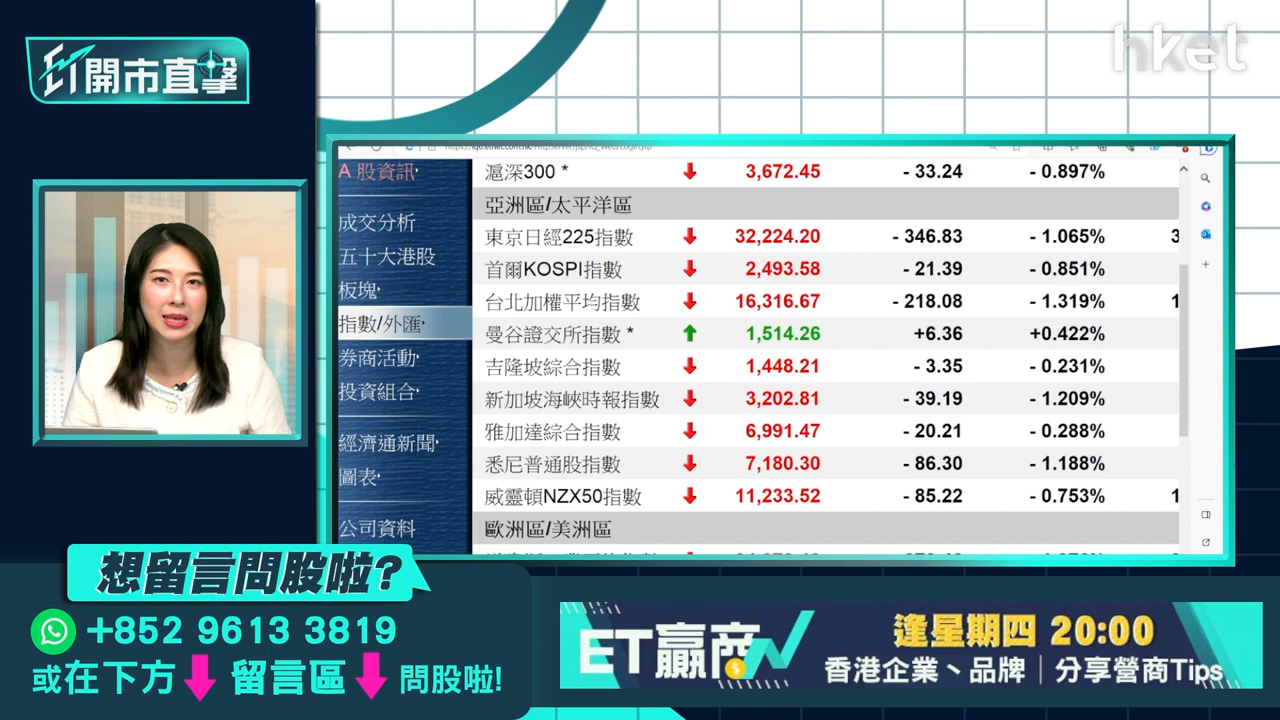 ET開市直擊
hket
A股資訊
成交分析
五十大港股
板塊
指數/外匯
券商活動
投資組合
經濟通新聞
圖表
公司資料
滬深300 * 3,672.45 - 33.24 - 0.897%
亞洲區/太平洋區
東京日經225指數 32,224.20 - 346.83 - 1.065% 3
首爾KOSPI指數 2,493.58 - 21.39 - 0.851%
台北加權平均指數 16,316.67 - 218.08 - 1.319% 1
曼谷證交所指數 * 1,514.26 +6.36 +0.422%
吉隆坡綜合指數 1,448.21 - 3.35 - 0.231%
新加坡海峽時報指數 3,202.81 - 39.19 - 1.209%
雅加達綜合指數 6,991.47 - 20.21 - 0.288%
悉尼普通股指數 7,180.30 - 86.30 - 1.188%
威靈頓NZX50指數 11,233.52 - 85.22 - 0.753% 1
歐洲區/美洲區
想留言問股啦?
+852 9613 3819
或在下方 留言區 問股啦!
ET贏商
逢星期四 20:00
香港企業、品牌｜分享營商Tips